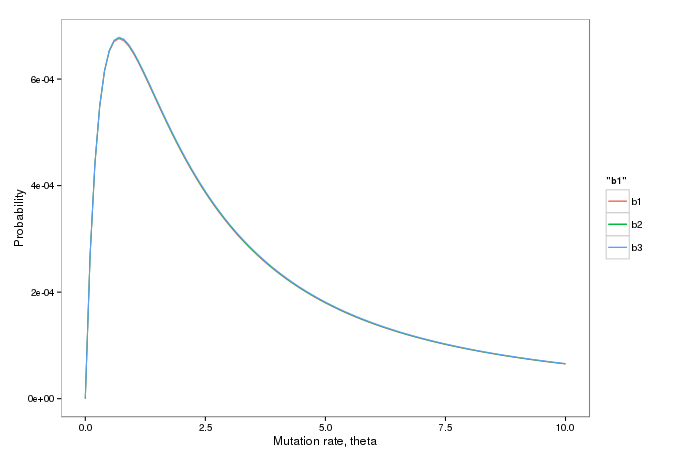 6e-04
4e-04
2e-04
0e+00
Probability
0.0 2.5 5.0 7.5 10.0
Mutation rate, theta
"b1"
b1
b2
b3